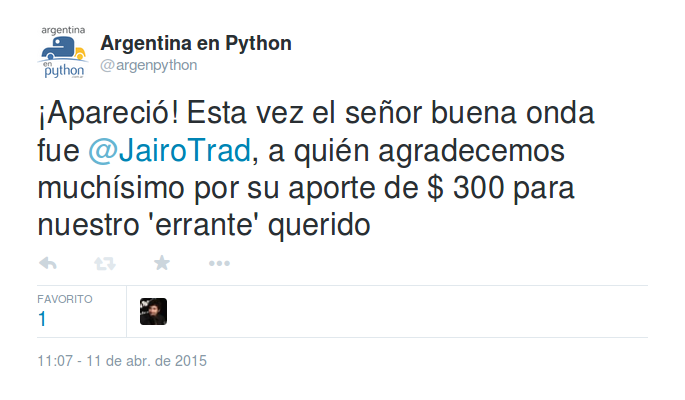 argentina
en
python
Argentina en Python
@argenpython
¡Apareció! Esta vez el señor buena onda
fue @JairoTrad, a quién agradecemos
muchísimo por su aporte de $ 300 para
nuestro 'errante' querido
FAVORITO
1
11:07 - 11 de abr. de 2015